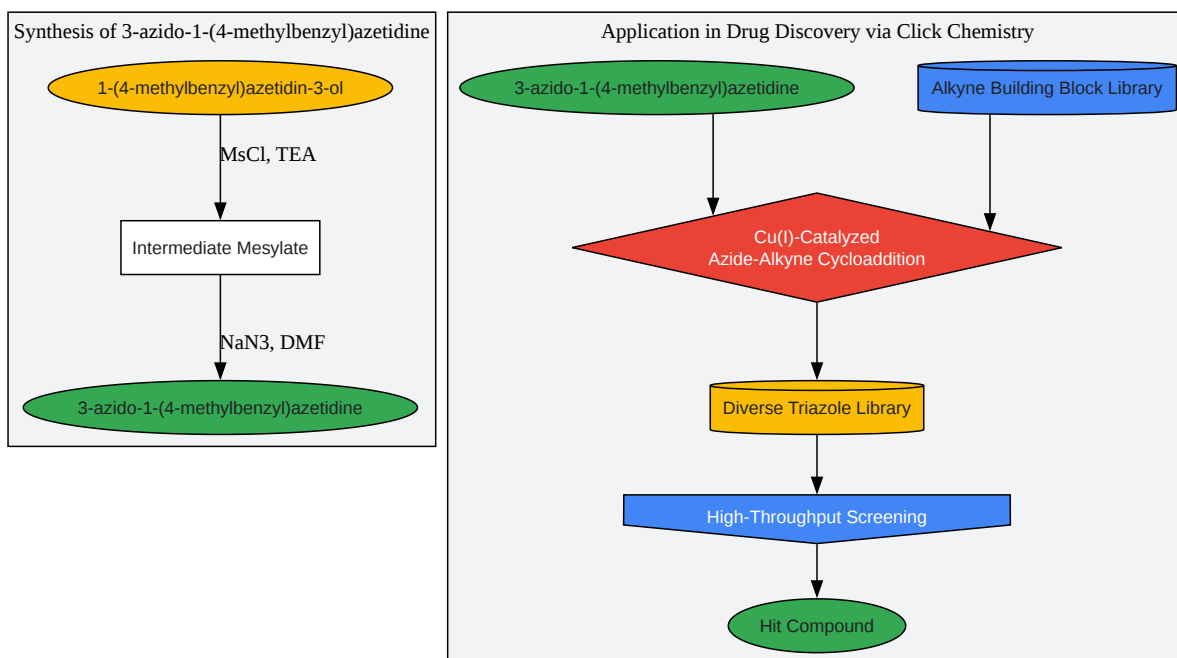 Synthesis of 3-azido-1-(4-methylbenzyl)azetidine
1-(4-methylbenzyl)azetidin-3-ol
MsCl, TEA
Intermediate Mesylate
NaN3, DMF
3-azido-1-(4-methylbenzyl)azetidine
Application in Drug Discovery via Click Chemistry
3-azido-1-(4-methylbenzyl)azetidine
Alkyne Building Block Library
Cu(I)-Catalyzed
Azide-Alkyne Cycloaddition
Diverse Triazole Library
High-Throughput Screening
Hit Compound